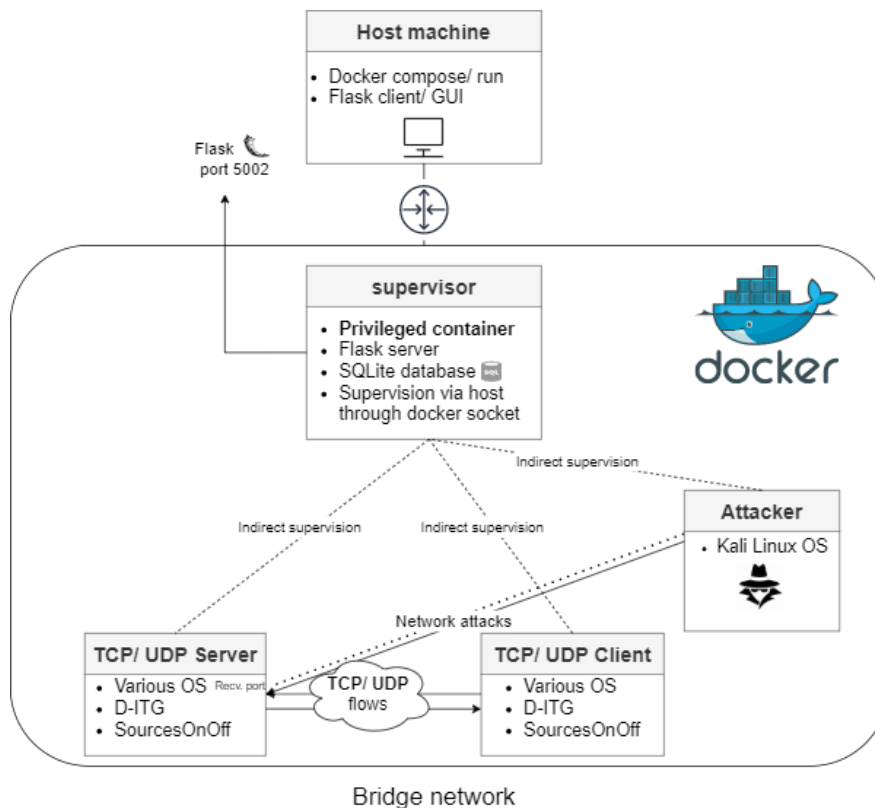 Host machine
• Docker compose/ run
• Flask client/ GUI
Flask
port 5002
supervisor
• Privileged container
• Flask server
• SQLite database
SQL
• Supervision via host
through docker socket
docker
Indirect supervision
Indirect supervision
Indirect supervision
Attacker
• Kali Linux OS
Network attacks
TCP/ UDP Server
• Various OS
Recv. port
• D-ITG
• SourcesOnOff
TCP/ UDP
flows
TCP/ UDP Client
• Various OS
• D-ITG
• SourcesOnOff
Bridge network